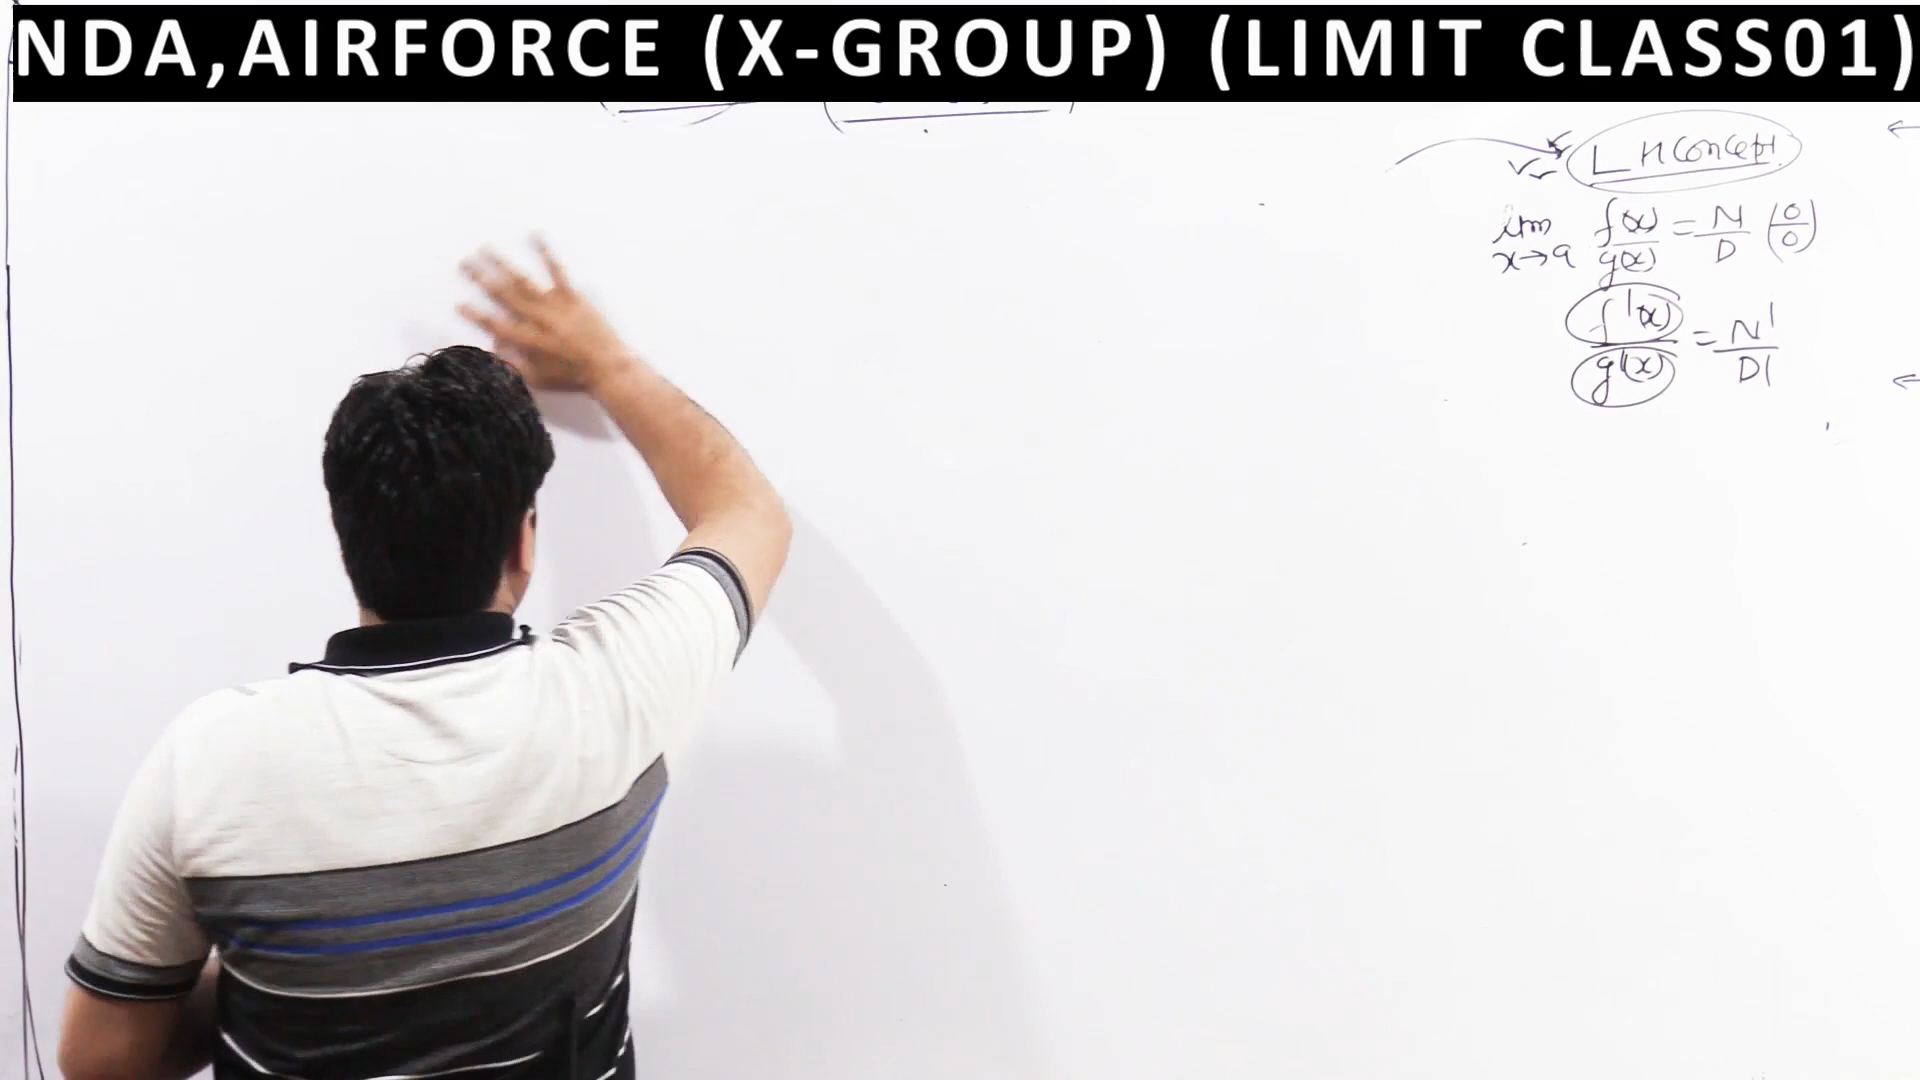 NDA,AIRFORCE (X-GROUP) (LIMIT CLASS01)
L H Concept
lim x→a f(x)/g(x) = N/D (0/0)
f'(x)/g'(x) = N'/D'